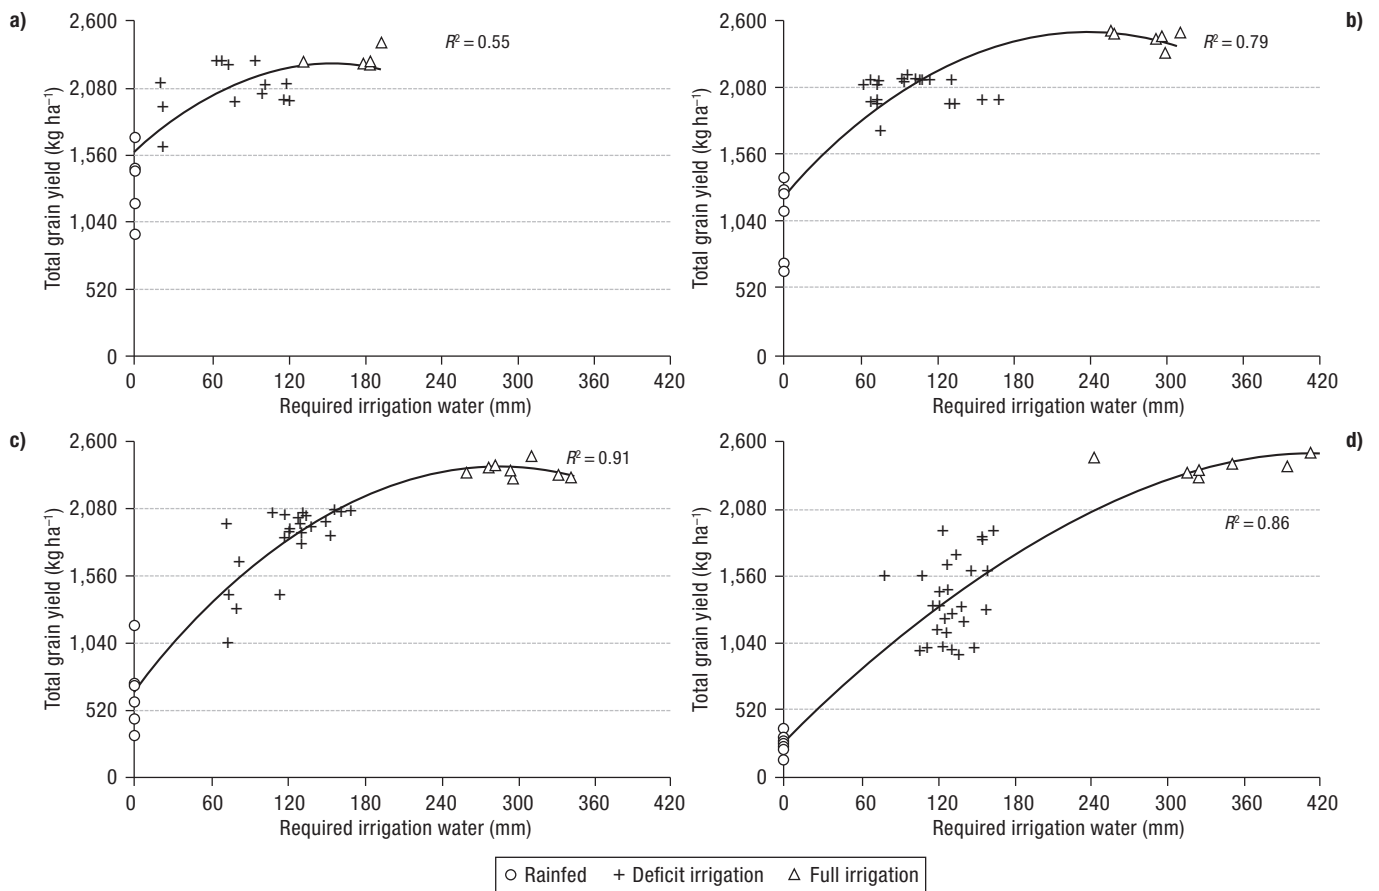 a)
2,600
2,080
1,560
1,040
520
0
Total grain yield (kg ha⁻¹)
R² = 0.55
0 60 120 180 240 300 360 420
Required irrigation water (mm)
b)
2,600
2,080
1,560
1,040
520
0
Total grain yield (kg ha⁻¹)
R² = 0.79
0 60 120 180 240 300 360 420
Required irrigation water (mm)
c)
2,600
2,080
1,560
1,040
520
0
Total grain yield (kg ha⁻¹)
R² = 0.91
0 60 120 180 240 300 360 420
Required irrigation water (mm)
d)
2,600
2,080
1,560
1,040
520
0
Total grain yield (kg ha⁻¹)
R² = 0.86
0 60 120 180 240 300 360 420
Required irrigation water (mm)
Rainfed Deficit irrigation Full irrigation